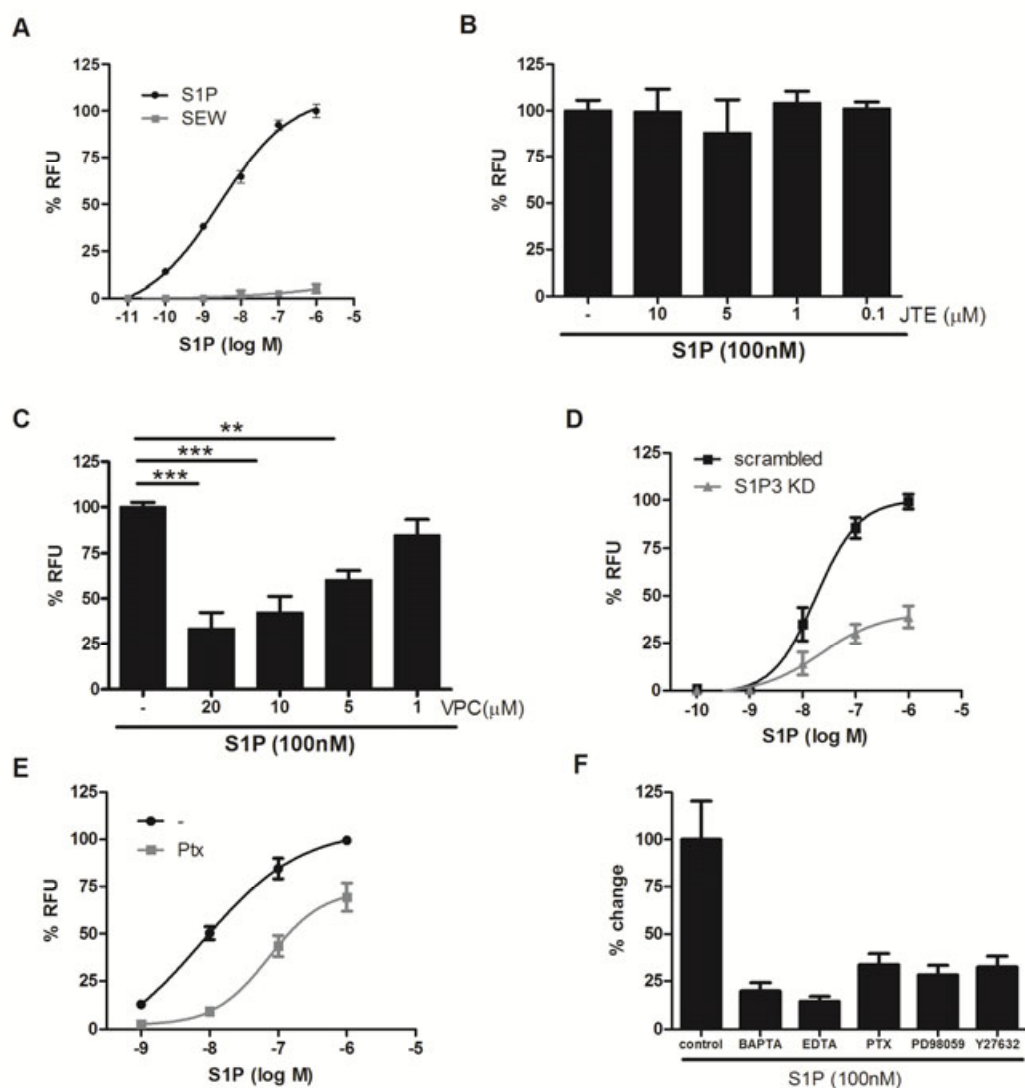 A
125
100
75
50
25
0
% RFU
S1P
SEW
-11 -10 -9 -8 -7 -6 -5
S1P (log M)
B
125
100
75
50
25
0
% RFU
- 10 5 1 0.1 JTE (μM)
S1P (100nM)
C
**
***
***
125
100
75
50
25
0
% RFU
- 20 10 5 1 VPC(μM)
S1P (100nM)
D
125
100
75
50
25
0
% RFU
scrambled
S1P3 KD
-10 -9 -8 -7 -6 -5
S1P (log M)
E
125
100
75
50
25
0
% RFU
-
Ptx
-9 -8 -7 -6 -5
S1P (log M)
F
125
100
75
50
25
0
% change
control BAPTA EDTA PTX PD98059 Y27632
S1P (100nM)